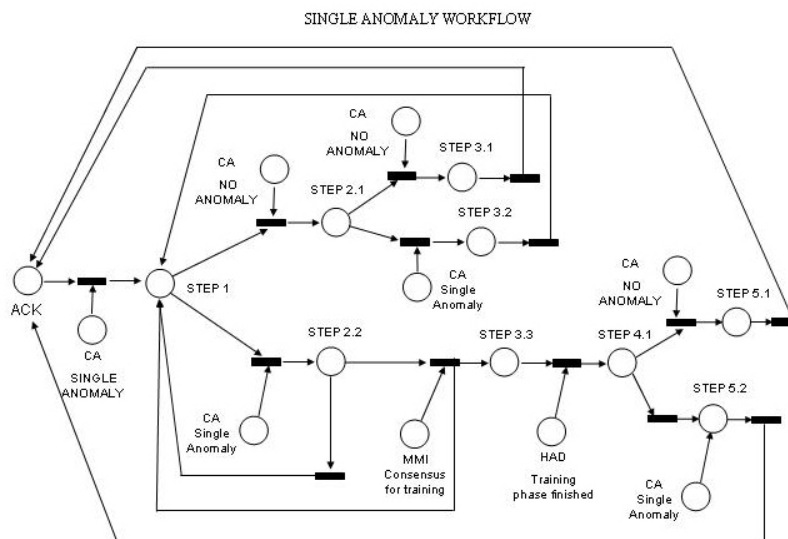 SINGLE ANOMALY WORKFLOW
CA
NO
ANOMALY
STEP 3.1
CA
NO
ANOMALY
STEP 2.1
STEP 3.2
CA
Single
Anomaly
ACK
STEP 1
CA
SINGLE
ANOMALY
CA
NO
ANOMALY
STEP 5.1
STEP 2.2
STEP 3.3
STEP 4.1
STEP 5.2
CA
Single
Anomaly
MMI
Consensus
for training
HAD
Training
phase finished
CA
Single
Anomaly